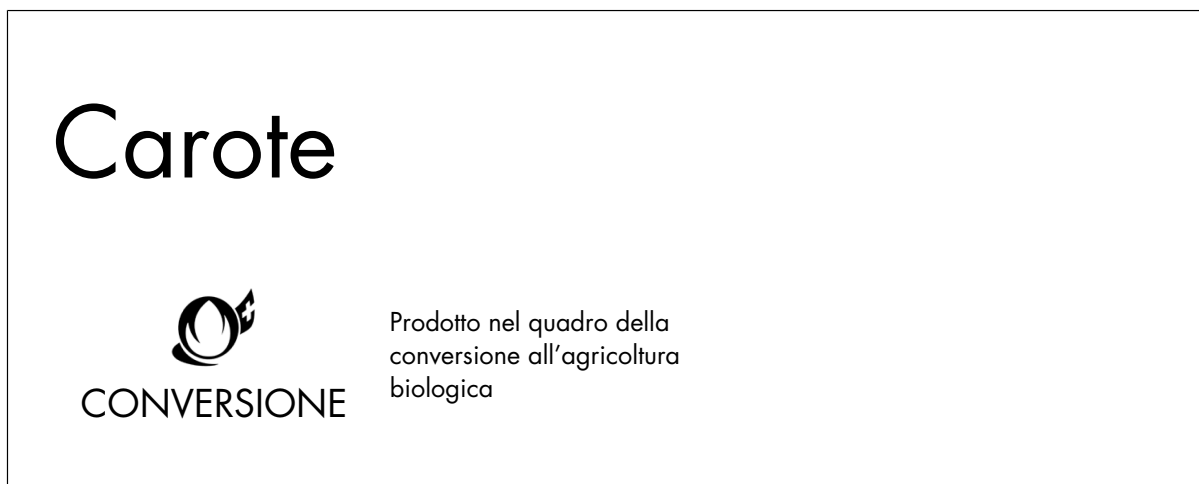 Carote
CONVERSIONE
Prodotto nel quadro della
conversione all’agricoltura
biologica